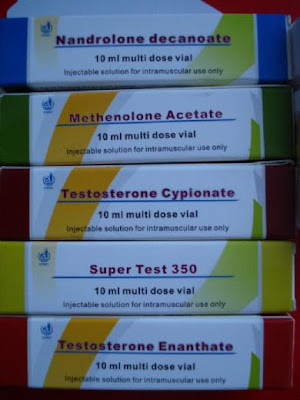 Nandrolone decanoate
10 ml multi dose vial
Injectable solution for intramuscular use only
Methenolone Acetate
10 ml multi dose vial
Injectable solution for intramuscular use only
Testosterone Cypionate
10 ml multi dose vial
Injectable solution for intramuscular use only
Super Test 350
10 ml multi dose vial
Injectable solution for intramuscular use only
Testosterone Enanthate
10 ml multi dose vial
Injectable solution for intramuscular use only